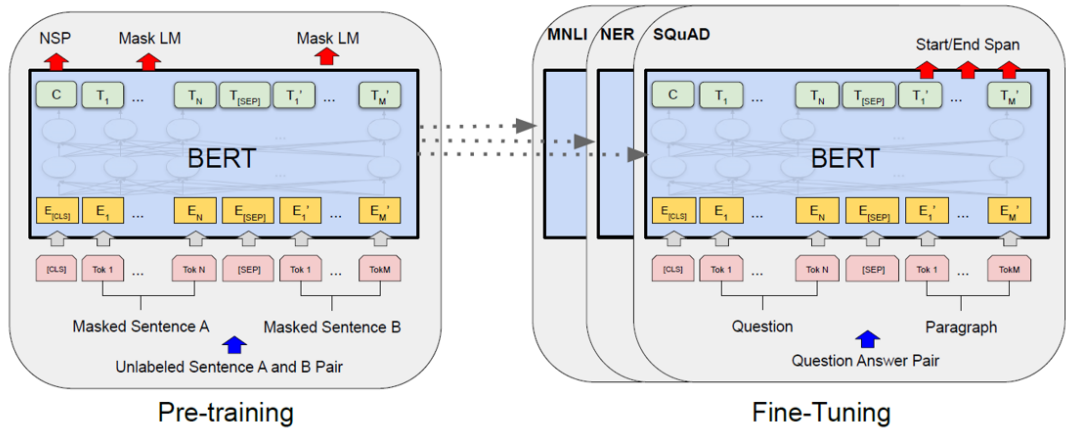 NSP Mask LM Mask LM
C T1 ... TN T[SEP] T1' ... TM'
...
BERT
...
E[CLS] E1 ... EN E[SEP] E1' ... EM'
[CLS] Tok 1 ... Tok N [SEP] Tok 1 ... TokM
Masked Sentence A Masked Sentence B
Unlabeled Sentence A and B Pair
Pre-training
MNLI NER SQuAD
Start/End Span
C T1 ... TN T[SEP] T1' ... TM'
...
BERT
...
E[CLS] E1 ... EN E[SEP] E1' ... EM'
[CLS] Tok 1 ... Tok N [SEP] Tok 1 ... TokM
Question Paragraph
Question Answer Pair
Fine-Tuning